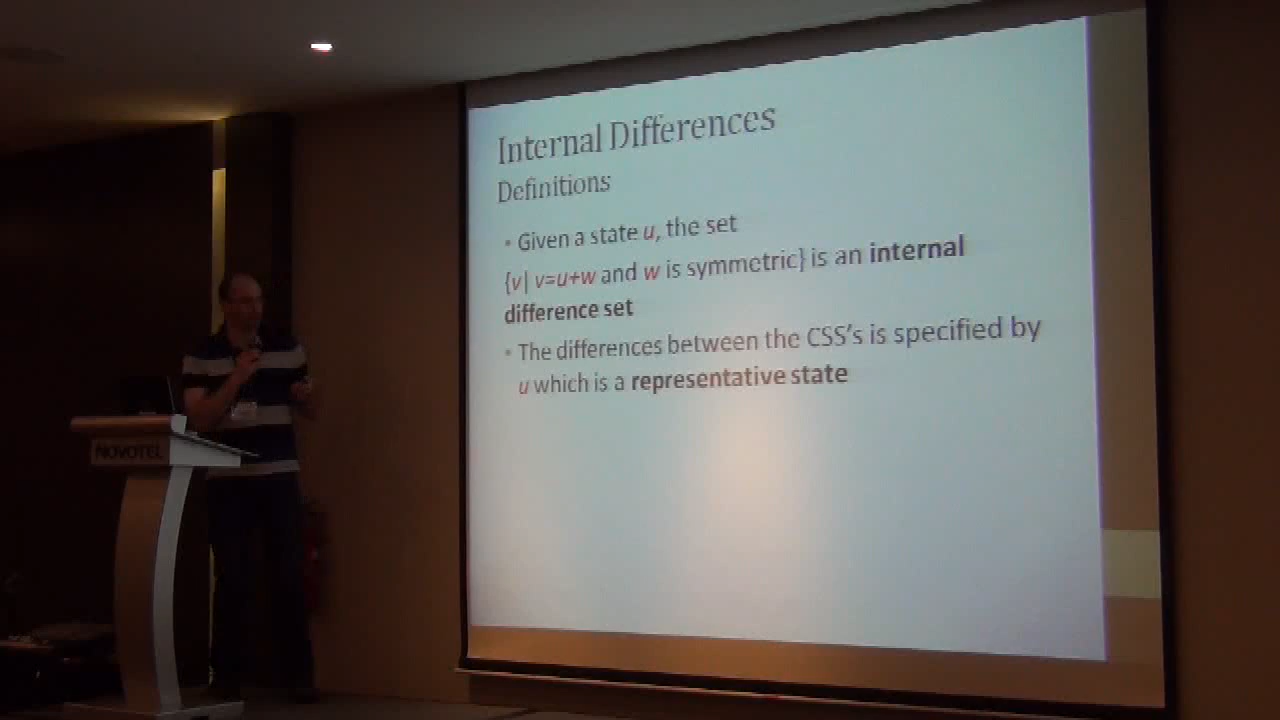 Internal Differences
Definitions
• Given a state u, the set
{v| v=u+w and w is symmetric} is an internal
difference set
• The differences between the CSS's is specified by
u which is a representative state
NOVOTEL